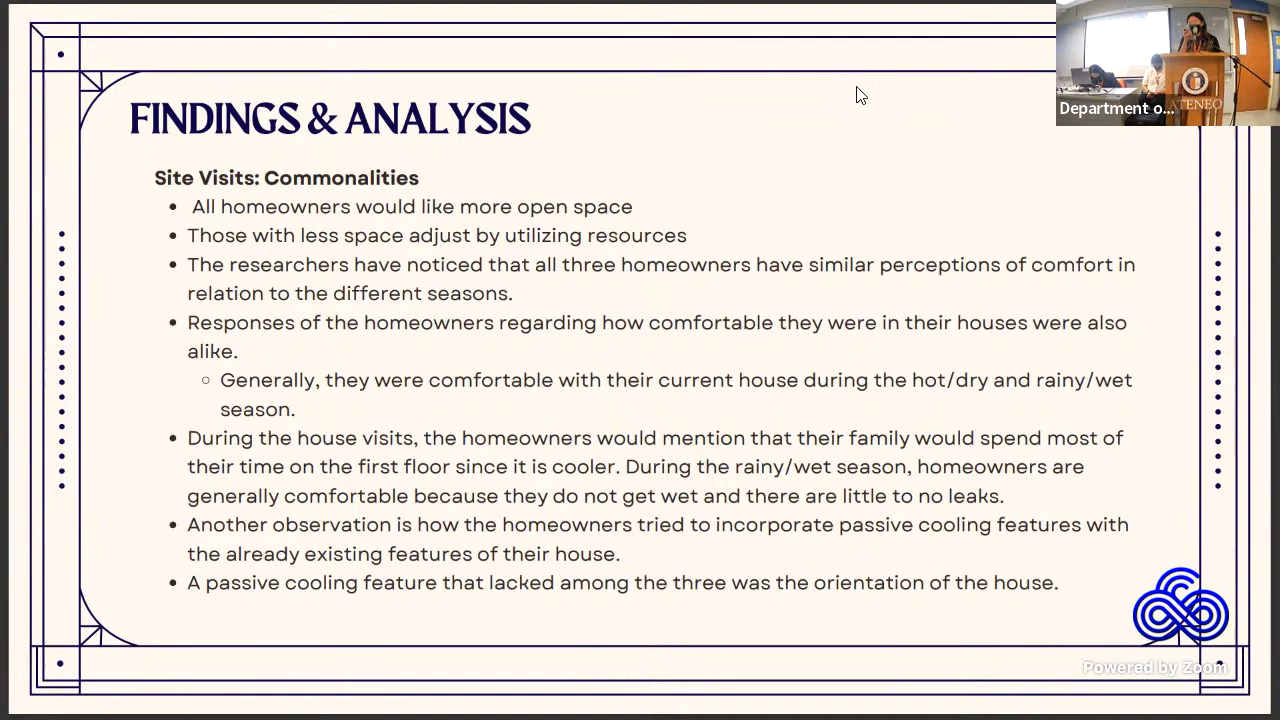 FINDINGS & ANALYSIS
Site Visits: Commonalities
• All homeowners would like more open space
• Those with less space adjust by utilizing resources
• The researchers have noticed that all three homeowners have similar perceptions of comfort in
relation to the different seasons.
• Responses of the homeowners regarding how comfortable they were in their houses were also
alike.
○ Generally, they were comfortable with their current house during the hot/dry and rainy/wet
season.
• During the house visits, the homeowners would mention that their family would spend most of
their time on the first floor since it is cooler. During the rainy/wet season, homeowners are
generally comfortable because they do not get wet and there are little to no leaks.
• Another observation is how the homeowners tried to incorporate passive cooling features with
the already existing features of their house.
• A passive cooling feature that lacked among the three was the orientation of the house.
Department o...
ATENEO
Powered by Zoom